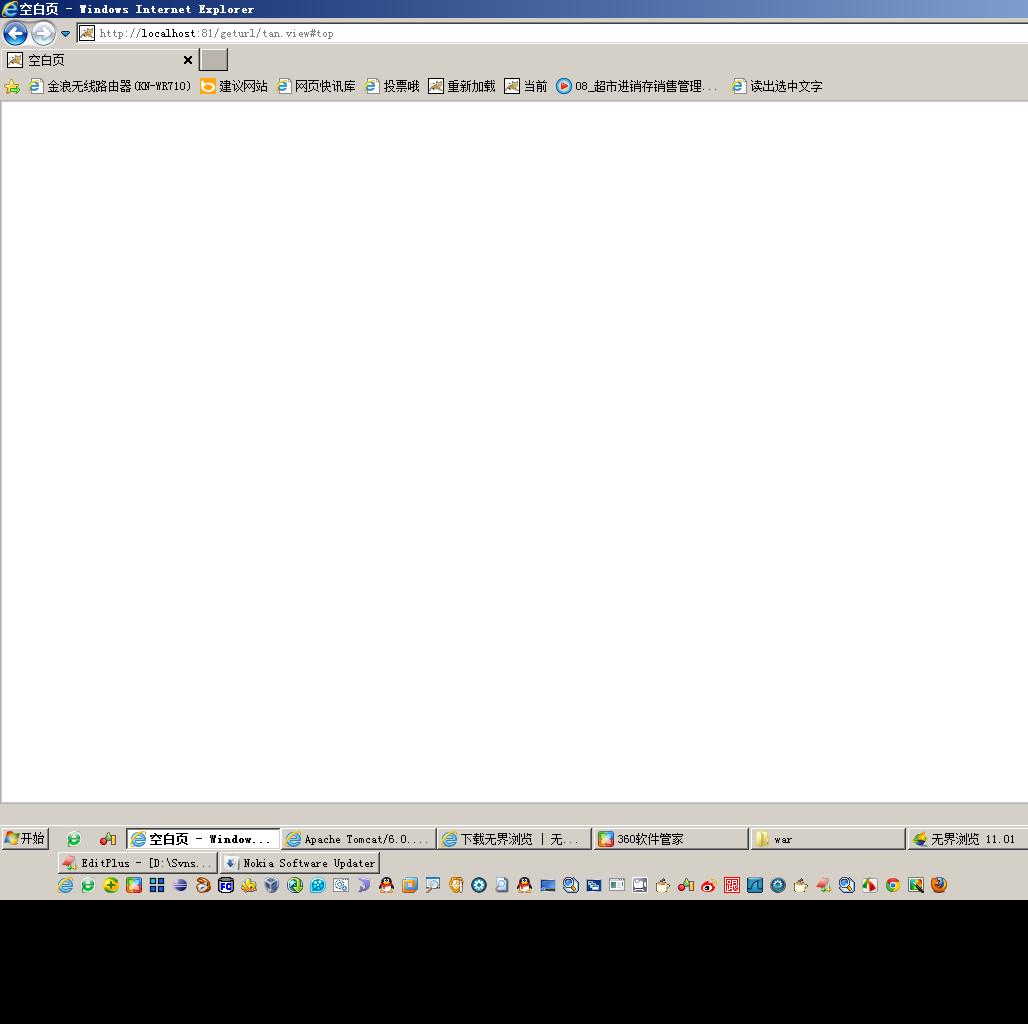 空白页 - Windows Internet Explorer
http://localhost:81/geturl/tan.view#top
空白页
金浪无线路由器(KN-WR710) 建议网站 网页快讯库 投票哦 重新加载 当前 08_超市进销存销售管理... 读出选中文字
开始 空白页 - Window... Apache Tomcat/6.0.... 下载无界浏览 | 无... 360软件管家 war 无界浏览 11.01
EditPlus - [D:\Svns... Nokia Software Updater